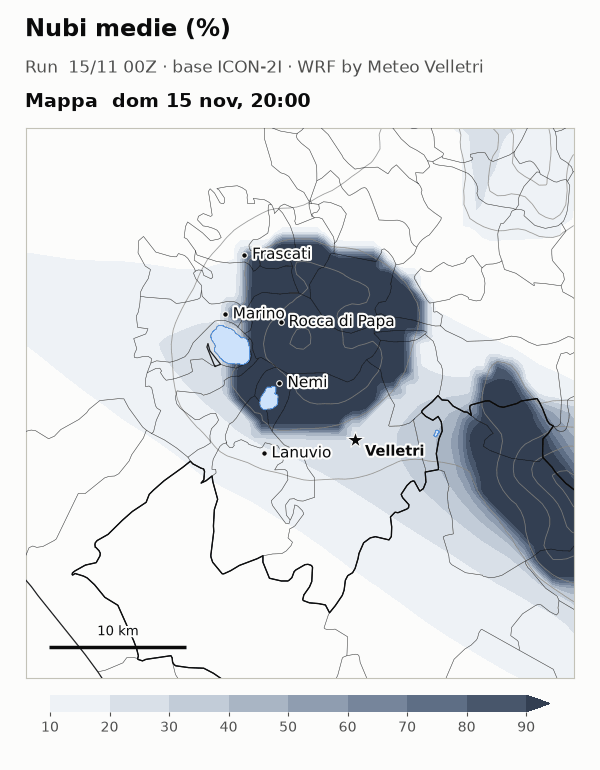 Nubi medie (%)
Run  15/11 00Z · base ICON-2I · WRF by Meteo Velletri
Mappa  dom 15 nov, 20:00
Frascati
Marino
Rocca di Papa
Nemi
Velletri
Lanuvio
10 km
10 20 30 40 50 60 70 80 90